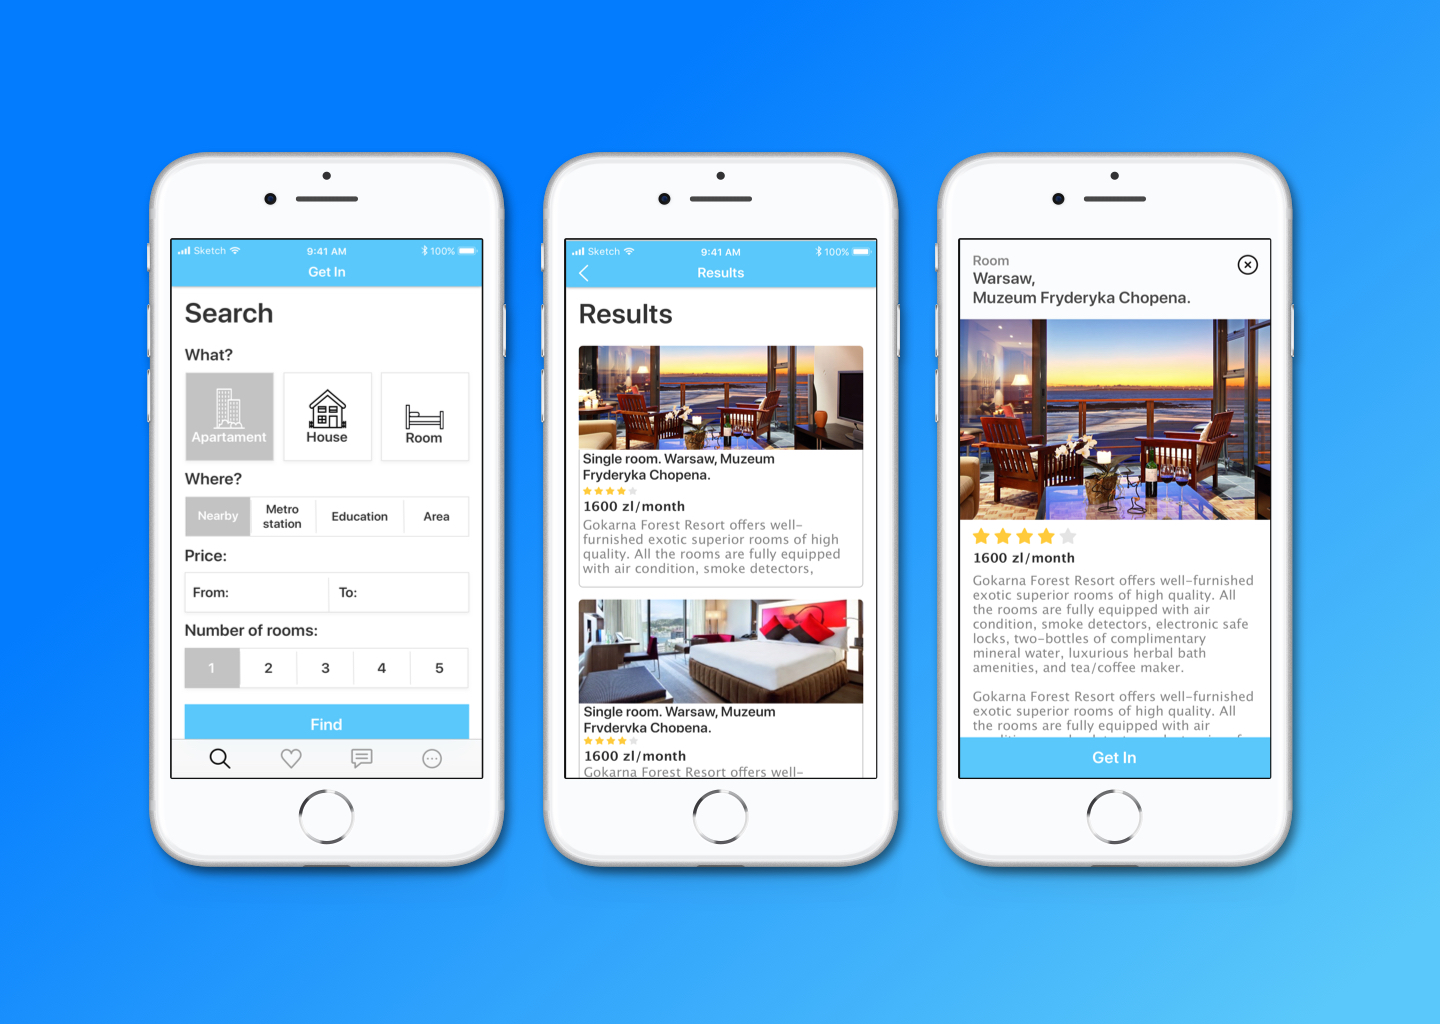 Sketch
9:41 AM
100%
Get In
Search
What?
Apartament
House
Room
Where?
Nearby
Metro
station
Education
Area
Price:
From:
To:
Number of rooms:
1
2
3
4
5
Find
Sketch
9:41 AM
100%
Results
Results
Single room. Warsaw, Muzeum
Fryderyka Chopena.
1600 zl/month
Gokarna Forest Resort offers well-
furnished exotic superior rooms of high
quality. All the rooms are fully equipped
with air condition, smoke detectors,
Single room. Warsaw, Muzeum
Fryderyka Chopena.
1600 zl/month
Gokarna Forest Resort offers well-
Room
Warsaw,
Muzeum Fryderyka Chopena.
1600 zl/month
Gokarna Forest Resort offers well-furnished
exotic superior rooms of high quality. All
the rooms are fully equipped with air
condition, smoke detectors, electronic safe
locks, two-bottles of complimentary
mineral water, luxurious herbal bath
amenities, and tea/coffee maker.
Gokarna Forest Resort offers well-furnished
exotic superior rooms of high quality. All
the rooms are fully equipped with air
Get In